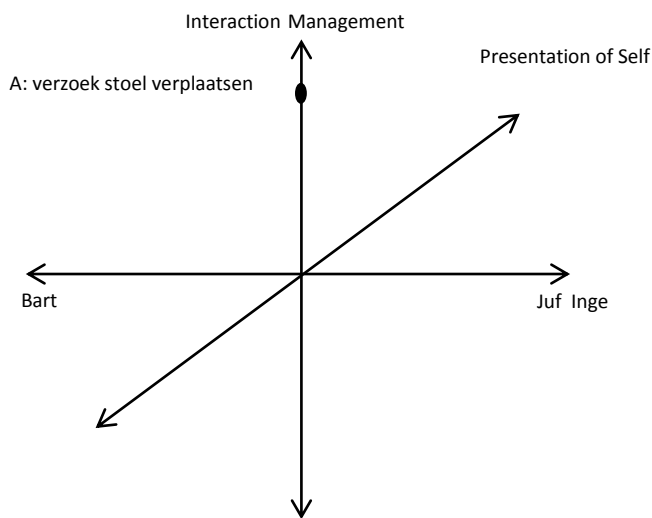 Interaction Management
Presentation of Self
A: verzoek stoel verplaatsen
Bart
Juf Inge